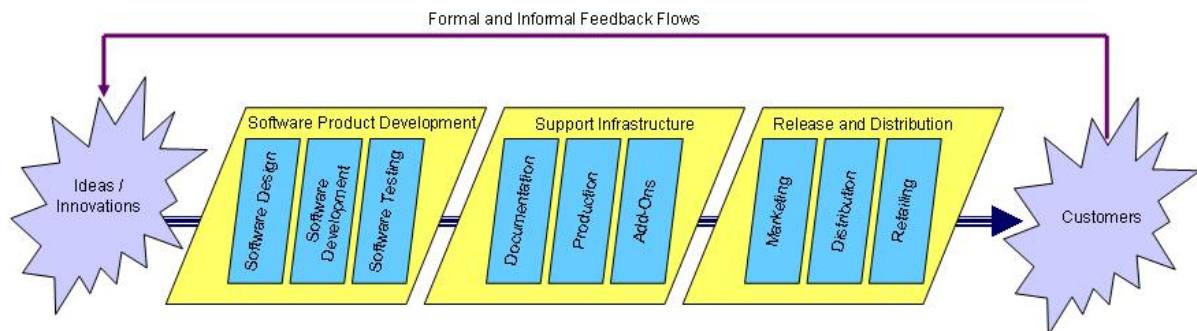 Formal and Informal Feedback Flows
Ideas /
Innovations
Software Product Development
Software Design
Software
Development
Software Testing
Support Infrastructure
Documentation
Production
Add-Ons
Release and Distribution
Marketing
Distribution
Retailing
Customers